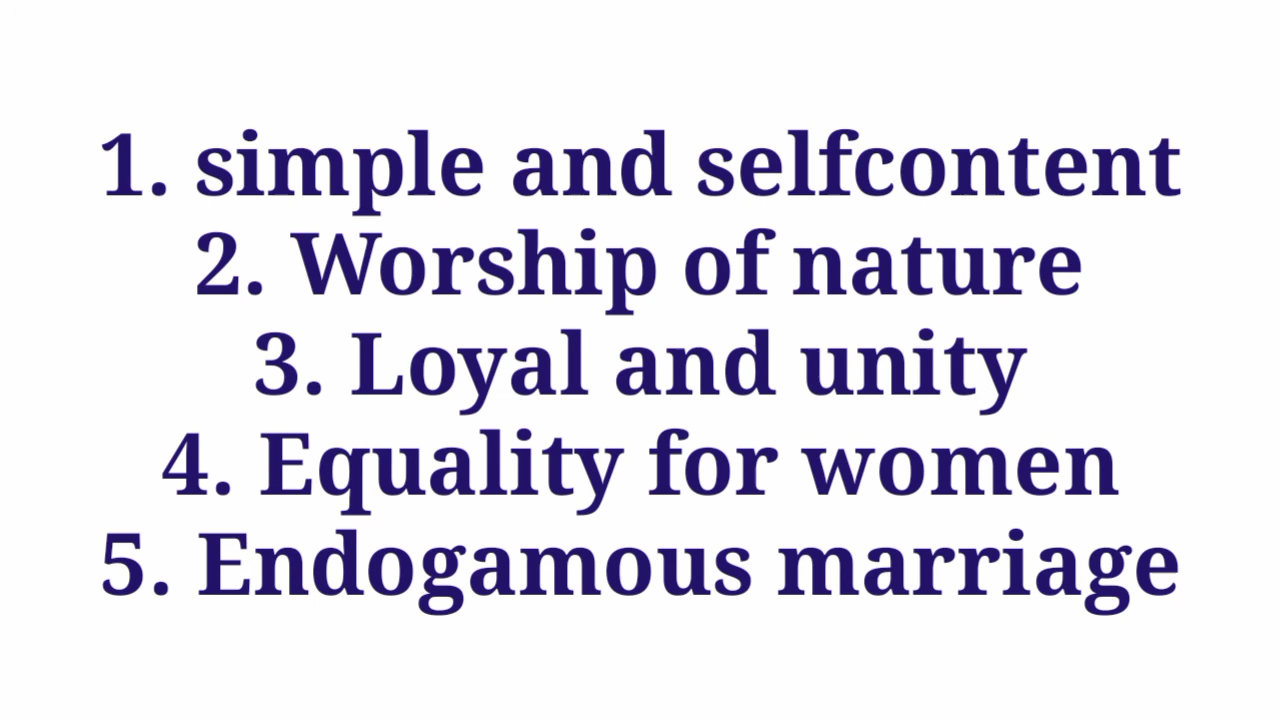 1. simple and selfcontent
2. Worship of nature
3. Loyal and unity
4. Equality for women
5. Endogamous marriage